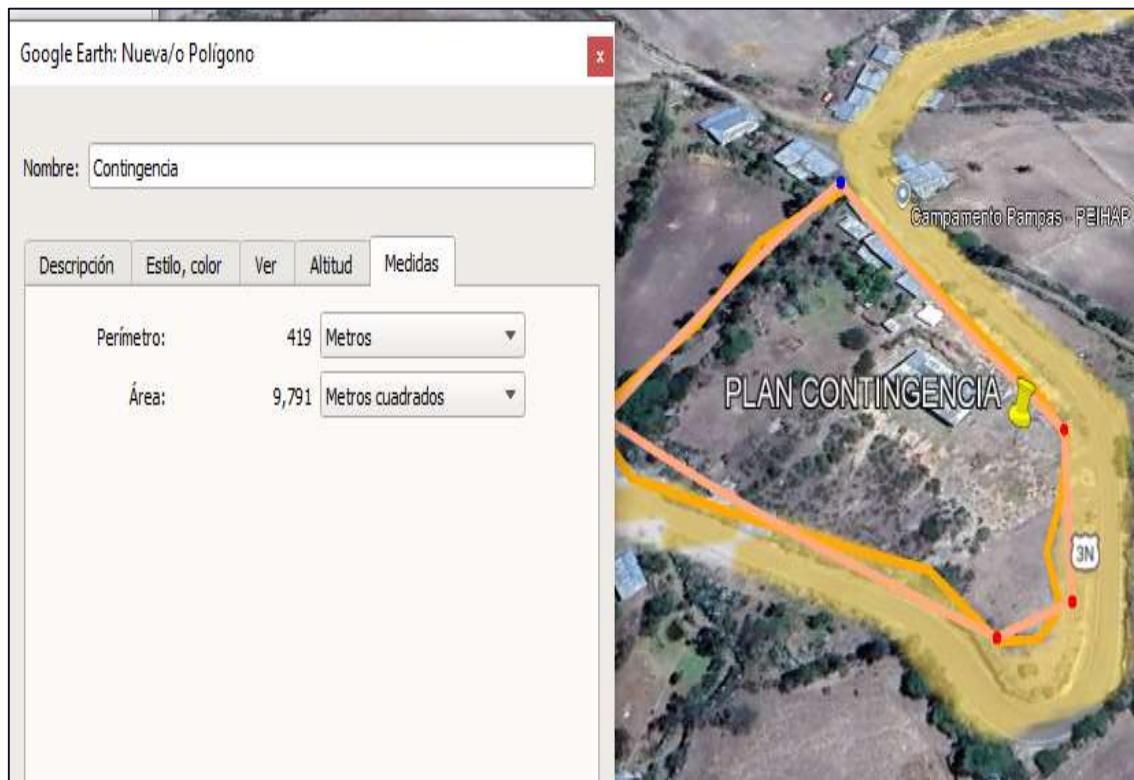 Google Earth: Nueva/o Polígono
x
Nombre: Contingencia
Descripción Estilo, color Ver Altitud Medidas
Perímetro: 419 Metros
Área: 9,791 Metros cuadrados
Campamento Pampas - PEIHAP
PLAN CONTINGENCIA
3N